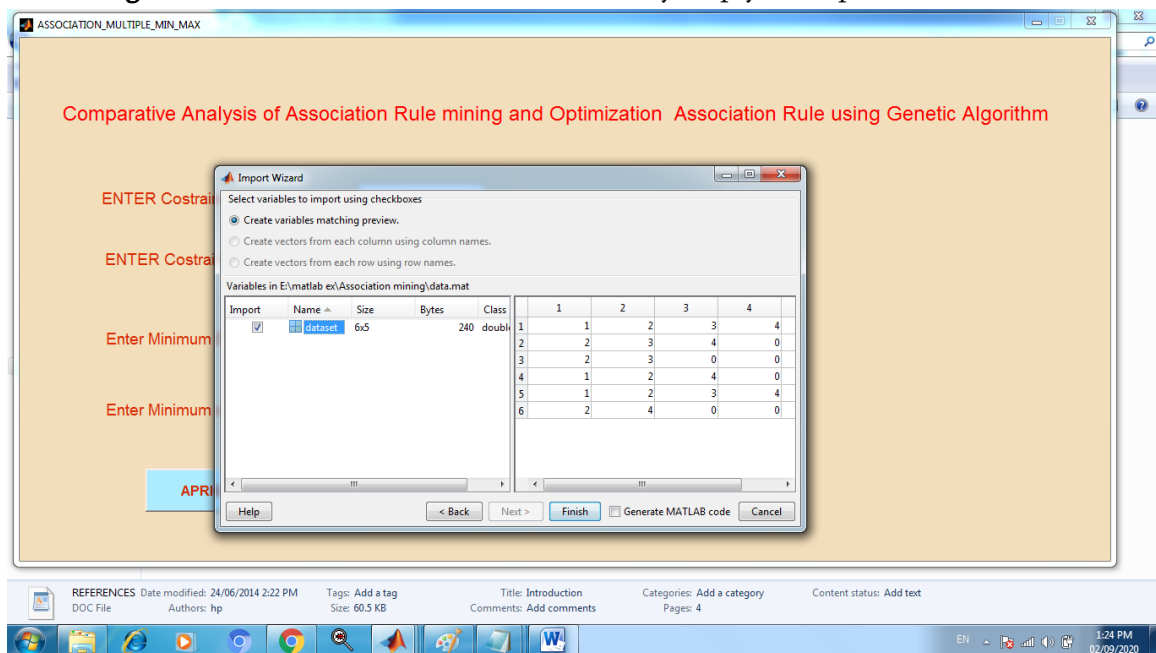 ASSOCIATION_MULTIPLE_MIN_MAX
Comparative Analysis of Association Rule mining and Optimization Association Rule using Genetic Algorithm
ENTER Costrai
ENTER Costrai
Enter Minimum
Enter Minimum
APRI
Import Wizard
Select variables to import using checkboxes
Create variables matching preview.
Create vectors from each column using column names.
Create vectors from each row using row names.
Variables in E:\matlab ex\Association mining\data.mat
Import Name Size Bytes Class
dataset 6x5 240 double
1 2 3 4
1 1 2 3 4
2 2 3 4 0
3 2 3 0 0
4 1 2 4 0
5 1 2 3 4
6 2 4 0 0
Help < Back Next > Finish Generate MATLAB code Cancel
REFERENCES Date modified: 24/06/2014 2:22 PM Tags: Add a tag Title: Introduction Categories: Add a category Content status: Add text
DOC File Authors: hp Size: 60.5 KB Comments: Add comments Pages: 4
EN 1:24 PM
02/09/2020